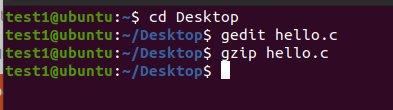 test1@ubuntu:~$ cd Desktop
test1@ubuntu:~/Desktop$ gedit hello.c
test1@ubuntu:~/Desktop$ gzip hello.c
test1@ubuntu:~/Desktop$